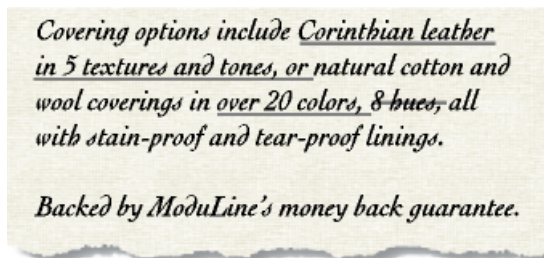 Covering options include Corinthian leather
in 5 textures and tones, or natural cotton and
wool coverings in over 20 colors, 8 hues, all
with stain-proof and tear-proof linings.
Backed by ModuLine's money back guarantee.